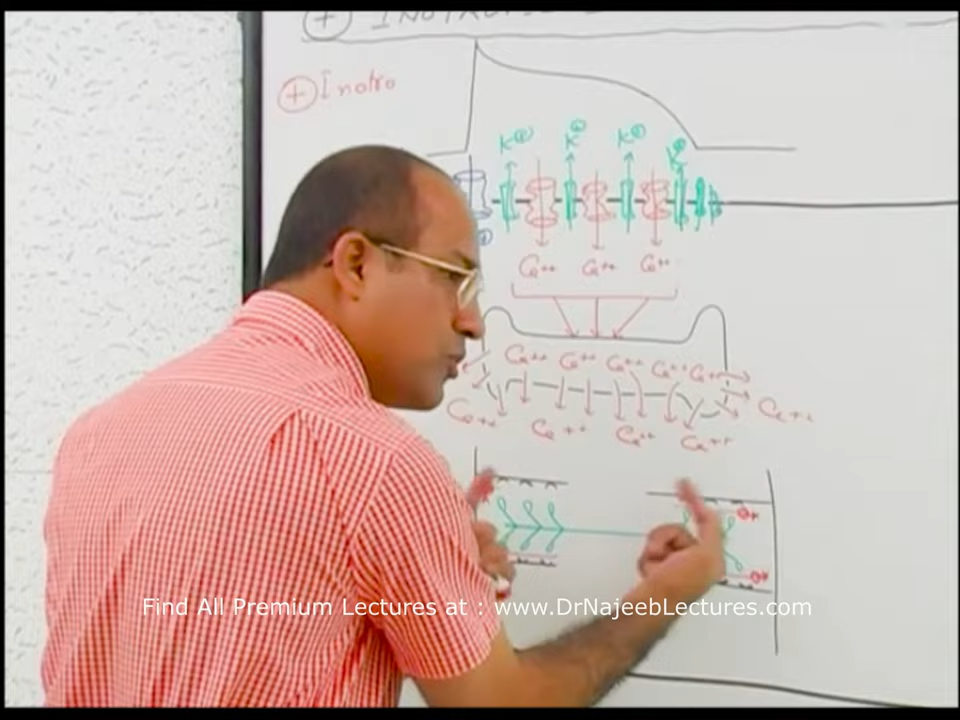 + INOTROPIC
+ Inotro
K+ K+ K+ K+
Ca++ Ca++ Ca++
Ca++ Ca++ Ca++ Ca++ Ca++
Ca++ Ca++ Ca++ Ca++ Ca++
Find All Premium Lectures at : www.DrNajeebLectures.com